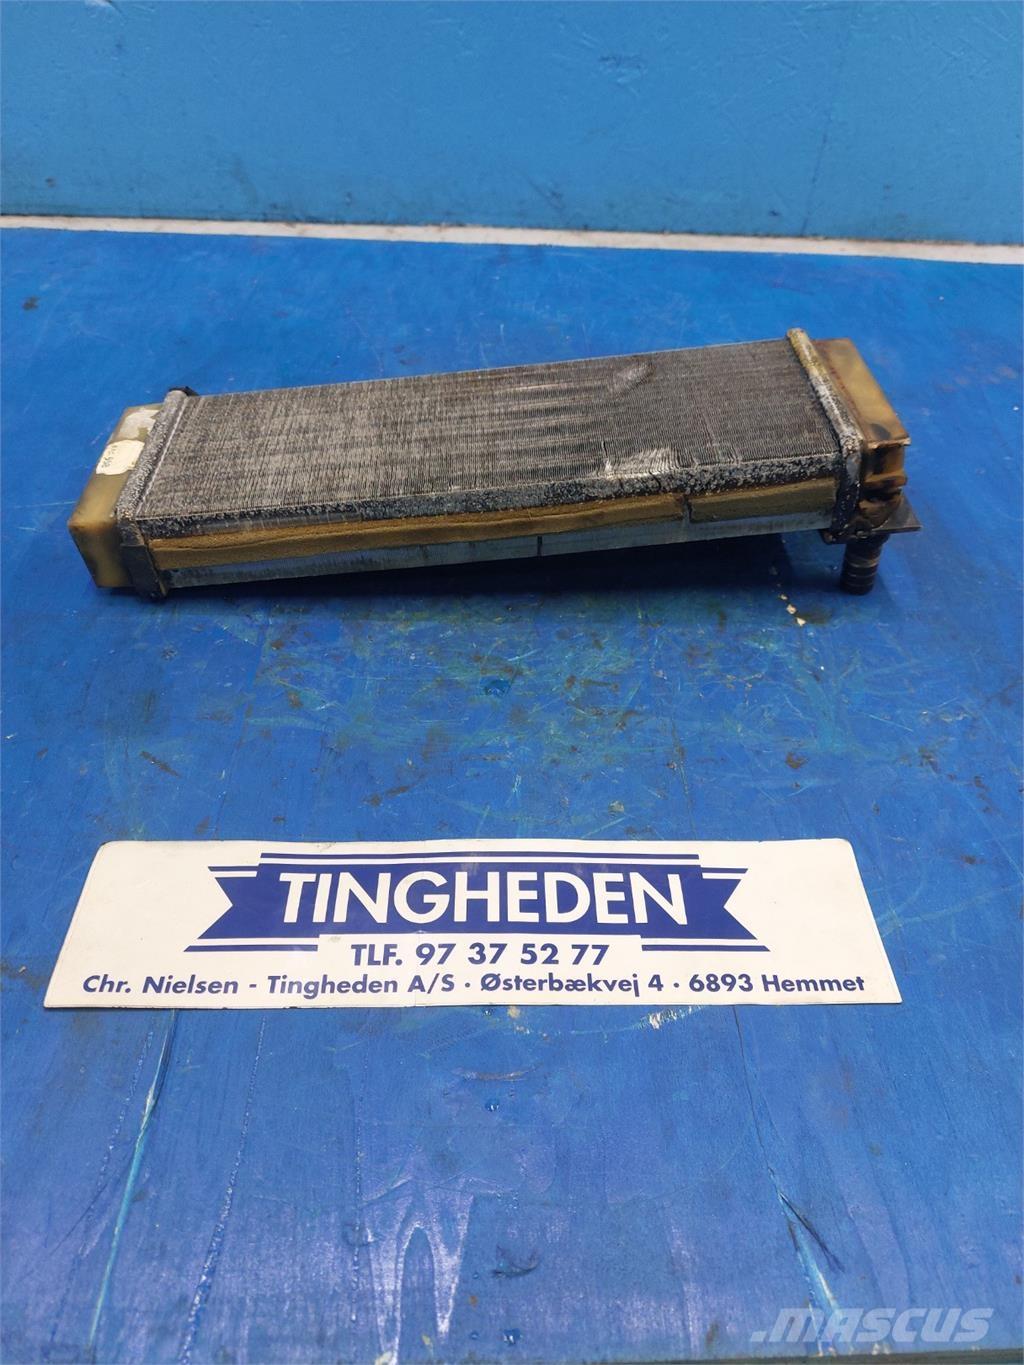 TINGHEDEN
TLF. 97 37 52 77
Chr. Nielsen - Tingheden A/S · Østerbækvej 4 · 6893 Hemmet
MASCUS